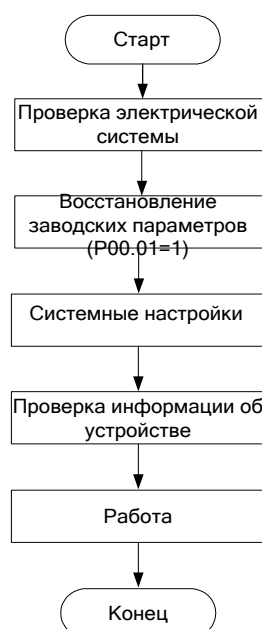 Старт
Проверка электрической
системы
Восстановление
заводских параметров
(P00.01=1)
Системные настройки
Проверка информации об
устройстве
Работа
Конец